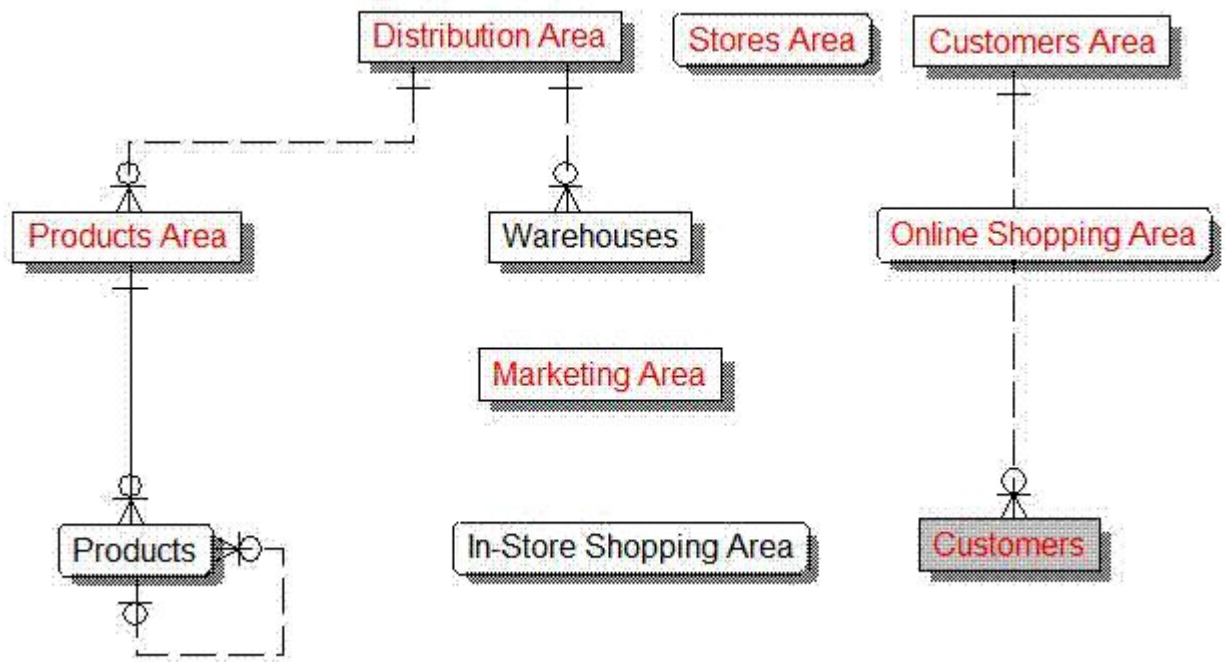 Distribution Area
Stores Area
Customers Area
Products Area
Warehouses
Online Shopping Area
Marketing Area
Products
In-Store Shopping Area
Customers